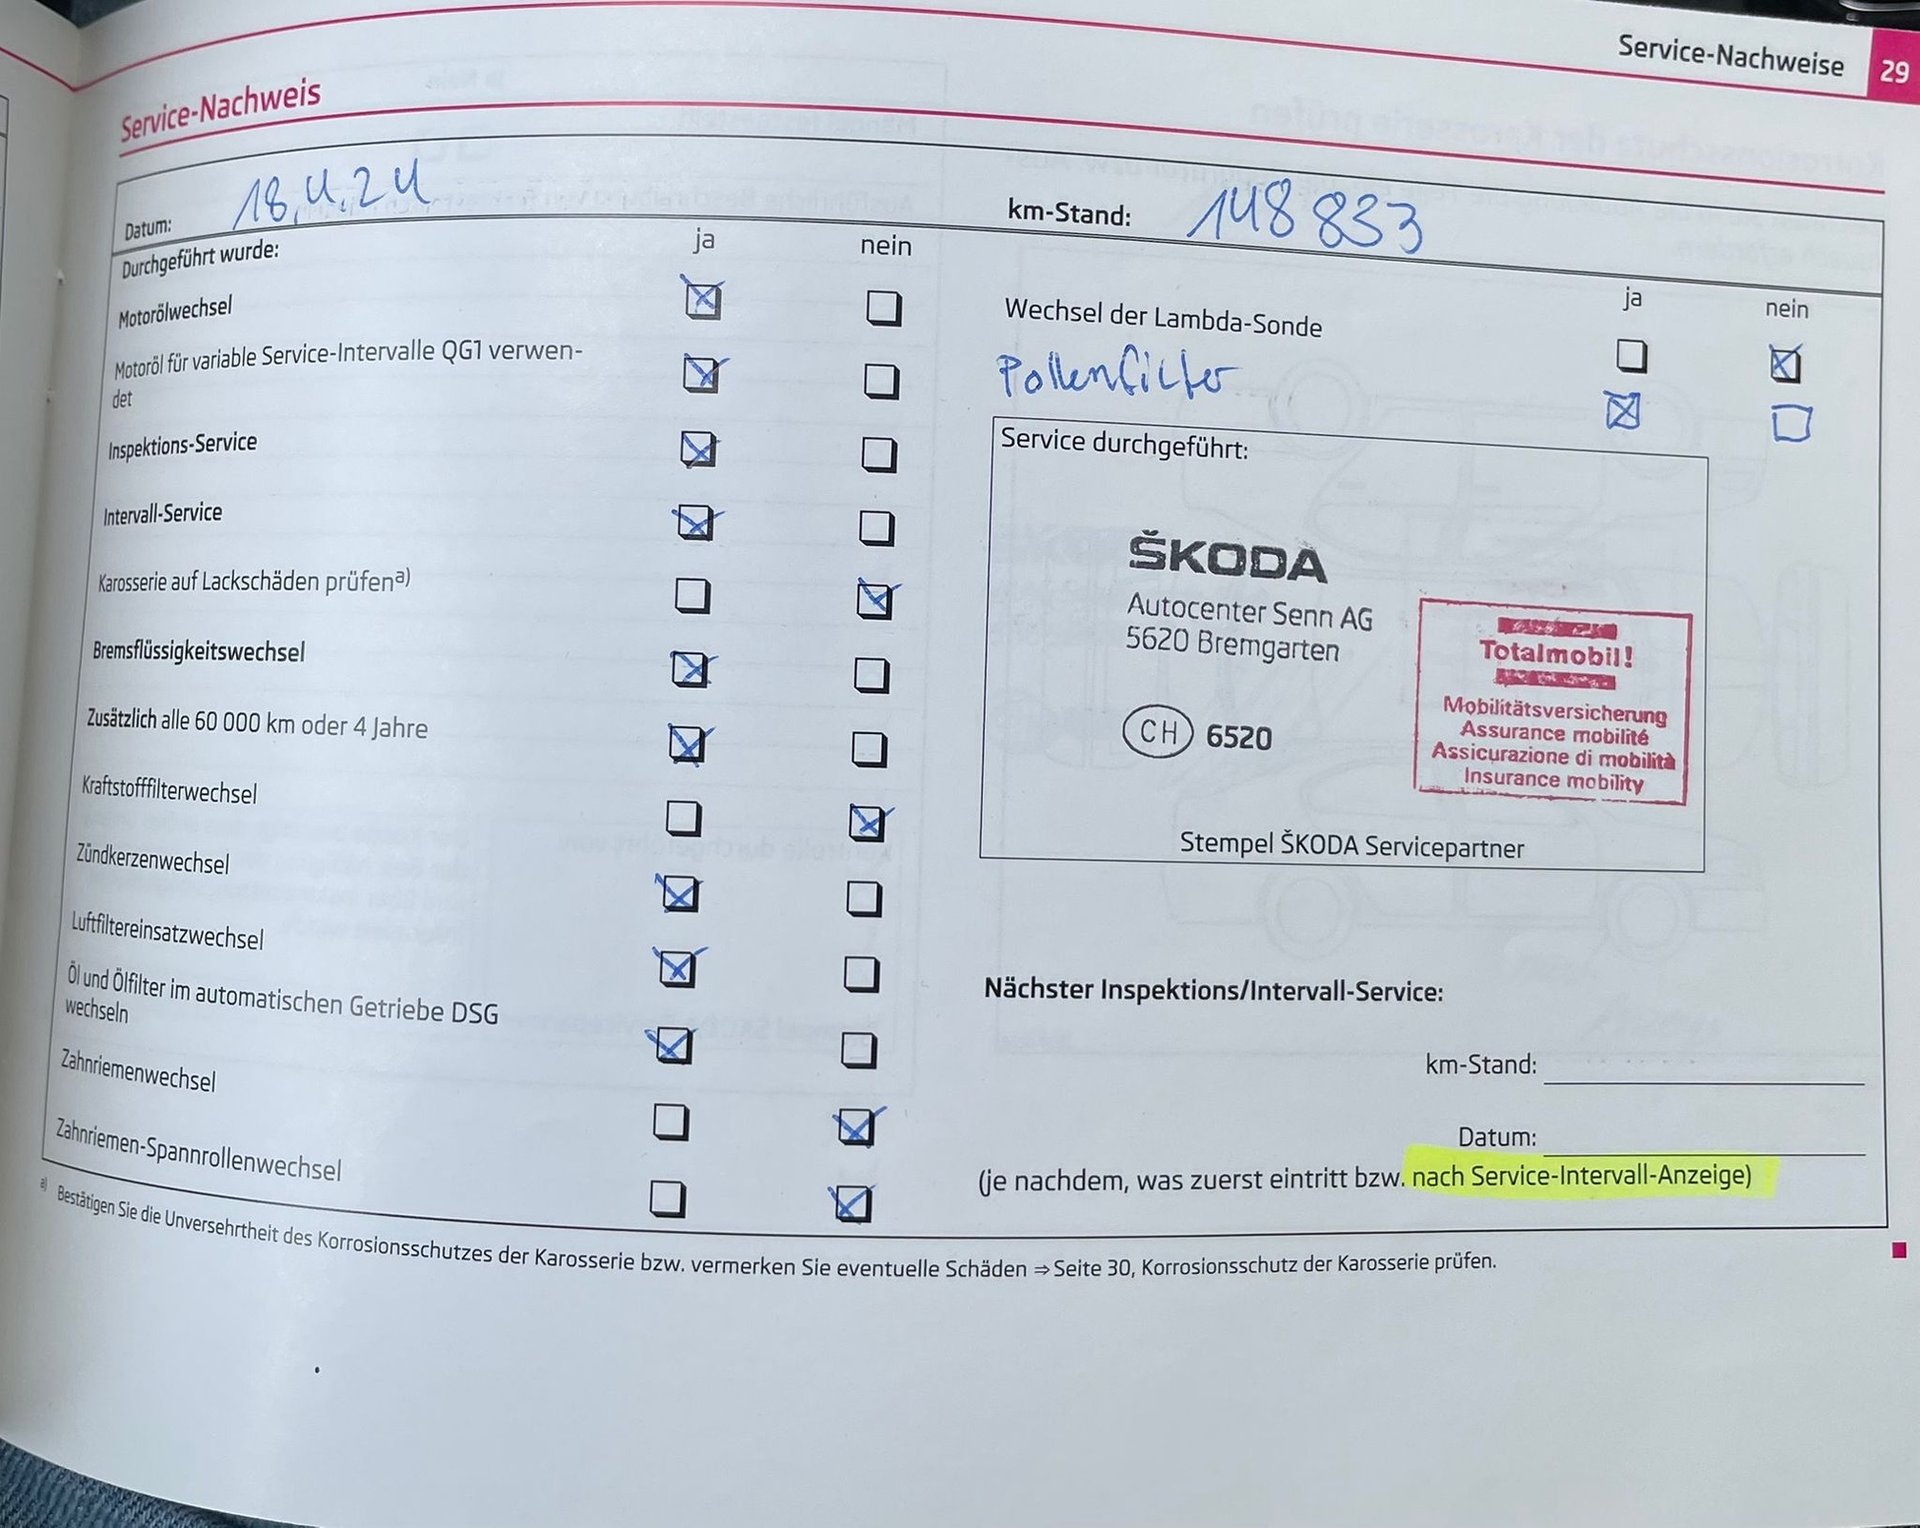 Service-Nachweise 29
Service-Nachweis
Datum: 18.4.24
km-Stand: 148 833
Durchgeführt wurde:
ja nein
Motorölwechsel
Motoröl für variable Service-Intervalle QG1 verwen-
det
Inspektions-Service
Intervall-Service
Karosserie auf Lackschäden prüfen a)
Bremsflüssigkeitswechsel
Zusätzlich alle 60 000 km oder 4 Jahre
Kraftstofffilterwechsel
Zündkerzenwechsel
Luftfiltereinsatzwechsel
Öl und Ölfilter im automatischen Getriebe DSG
wechseln
Zahnriemenwechsel
Zahnriemen-Spannrollenwechsel
ja nein
Wechsel der Lambda-Sonde
Pollenfilter
Service durchgeführt:
ŠKODA
Autocenter Senn AG
5620 Bremgarten
CH 6520
Totalmobil!
Mobilitätsversicherung
Assurance mobilité
Assicurazione di mobilità
Insurance mobility
Stempel ŠKODA Servicepartner
Nächster Inspektions/Intervall-Service:
km-Stand:
Datum:
(je nachdem, was zuerst eintritt bzw. nach Service-Intervall-Anzeige)
a) Bestätigen Sie die Unversehrtheit des Korrosionsschutzes der Karosserie bzw. vermerken Sie eventuelle Schäden ⇒ Seite 30, Korrosionsschutz der Karosserie prüfen.